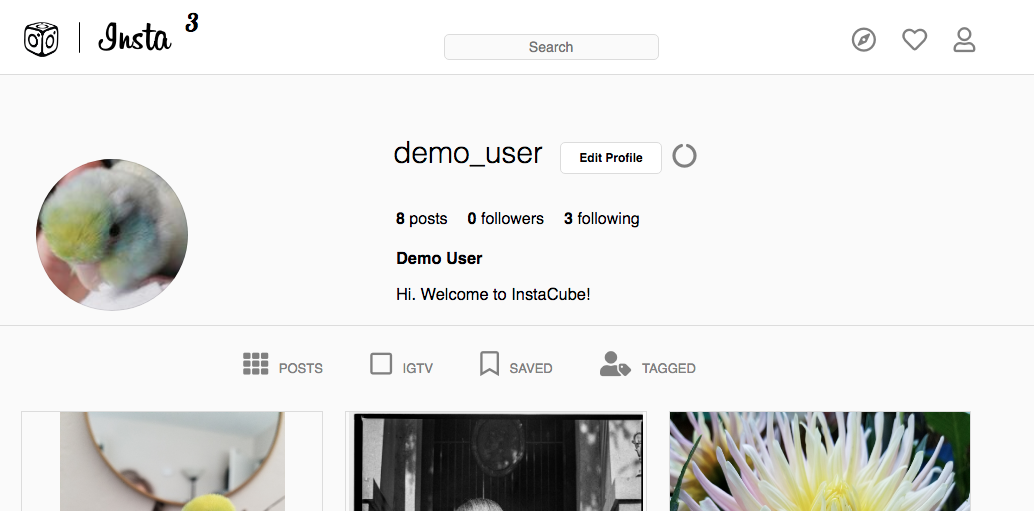 Insta 3
Search
demo_user Edit Profile
8 posts 0 followers 3 following
Demo User
Hi. Welcome to InstaCube!
POSTS IGTV SAVED TAGGED